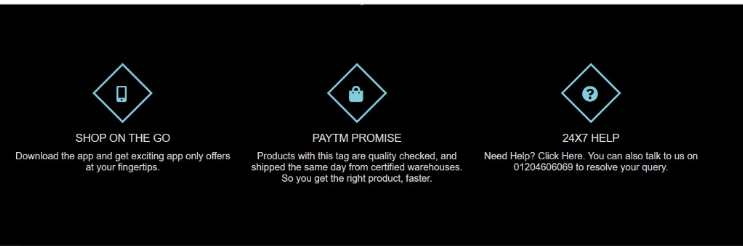 SHOP ON THE GO
Download the app and get exciting app only offers
at your fingertips.
PAYTM PROMISE
Products with this tag are quality checked, and
shipped the same day from certified warehouses.
So you get the right product, faster.
24X7 HELP
Need Help? Click Here. You can also talk to us on
01204606069 to resolve your query.